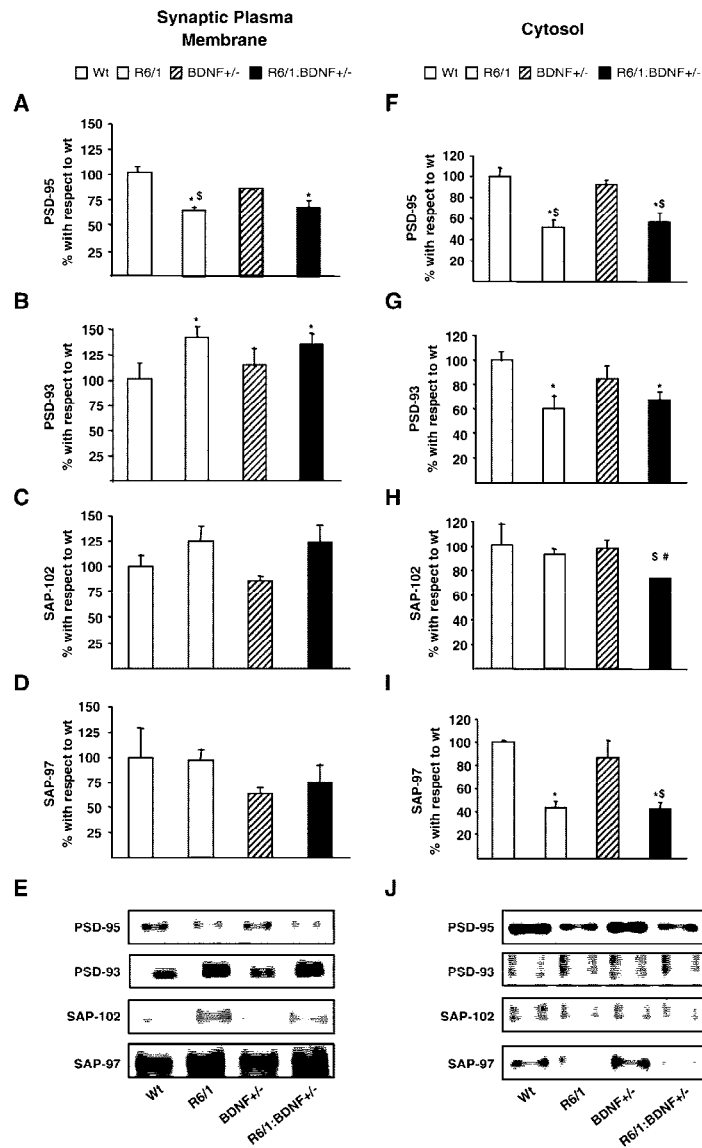 Synaptic Plasma
Membrane
Wt R6/1 BDNF+/- R6/1:BDNF+/-
A
PSD-95
% with respect to wt
150
125
100
75
50
25
* $
*
B
PSD-93
% with respect to wt
150
125
100
75
50
25
*
*
C
SAP-102
% with respect to wt
150
125
100
75
50
25
D
SAP-97
% with respect to wt
150
125
100
75
50
25
E
PSD-95
PSD-93
SAP-102
SAP-97
Wt
R6/1
BDNF+/-
R6/1:BDNF+/-
Cytosol
Wt R6/1 BDNF+/- R6/1:BDNF+/-
F
PSD-95
% with respect to wt
120
100
80
60
40
20
*$
*$
G
PSD-93
% with respect to wt
120
100
80
60
40
20
*
*
H
SAP-102
% with respect to wt
120
100
80
60
40
20
$ #
I
SAP-97
% with respect to wt
120
100
80
60
40
20
*
*$
J
PSD-95
PSD-93
SAP-102
SAP-97
Wt
R6/1
BDNF+/-
R6/1:BDNF+/-